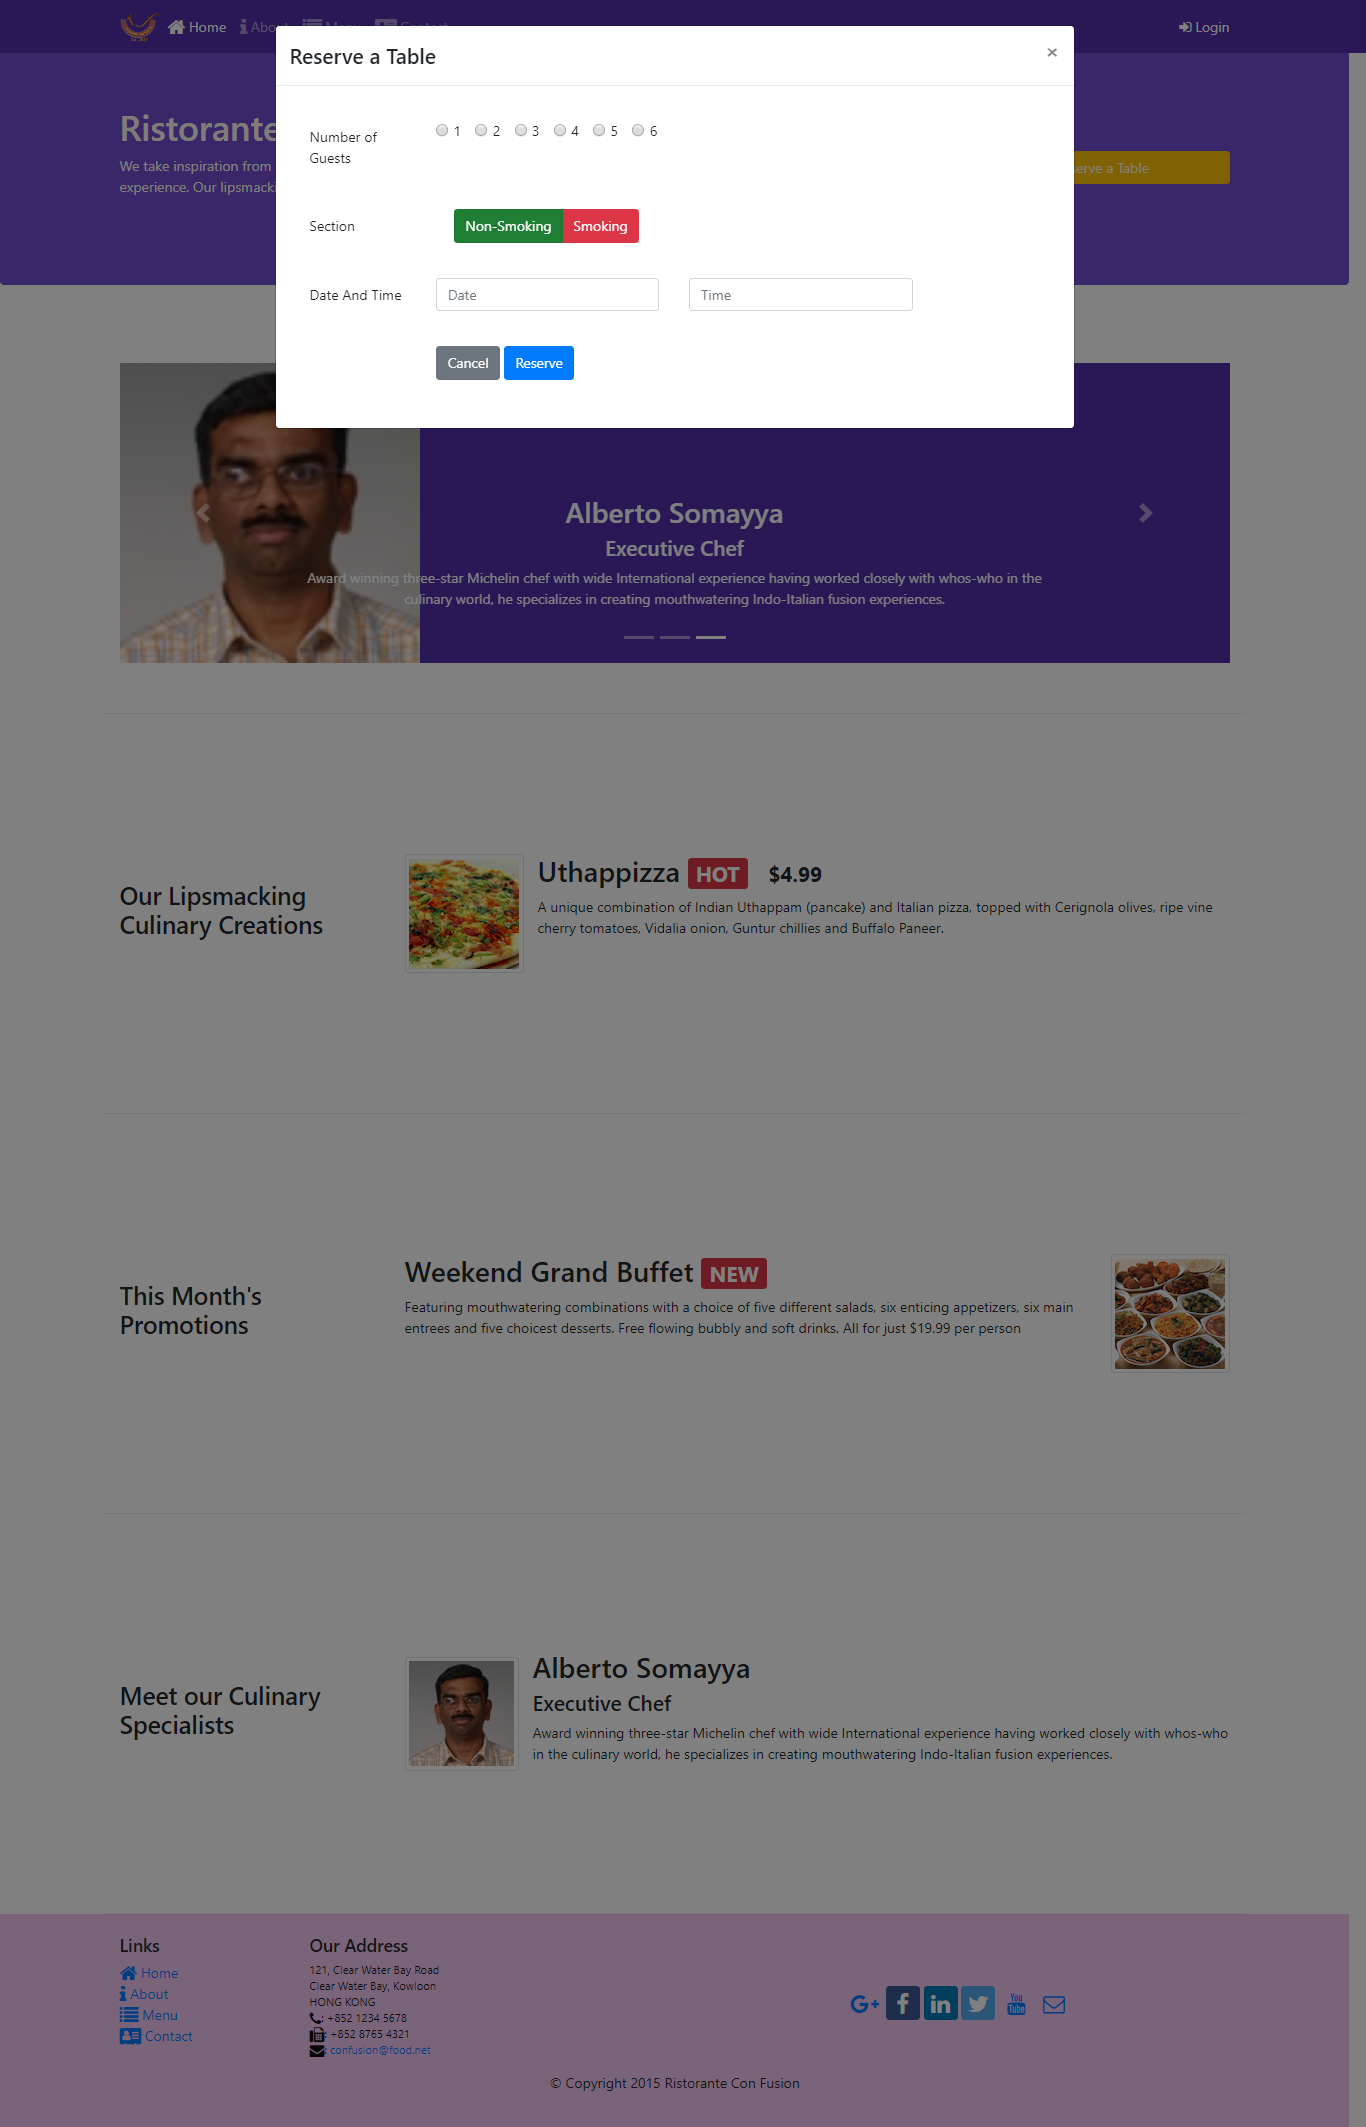 Home
Login
Reserve a Table
×
Ristorante
Number of
Guests
1 2 3 4 5 6
We take inspiration from
experience. Our
a Table
Section
Non-Smoking Smoking
Date And Time
Date
Time
Cancel Reserve
Alberto Somayya
Executive Chef
Award winning three-star Michelin chef with wide International experience having worked closely with whos-who in the
culinary world, he specializes in creating mouthwatering Indo-Italian fusion experiences.
Our Lipsmacking
Culinary Creations
Uthappizza HOT $4.99
A unique combination of Indian Uthappam (pancake) and Italian pizza, topped with Cerignola olives, ripe vine
cherry tomatoes, Vidalia onion, Guntur chillies and Buffalo Paneer.
This Month's
Promotions
Weekend Grand Buffet NEW
Featuring mouthwatering combinations with a choice of five different salads, six enticing appetizers, six main
entrees and five choicest desserts. Free flowing bubbly and soft drinks. All for just $19.99 per person
Meet our Culinary
Specialists
Alberto Somayya
Executive Chef
Award winning three-star Michelin chef with wide International experience having worked closely with whos-who
in the culinary world, he specializes in creating mouthwatering Indo-Italian fusion experiences.
Links
Home
About
Menu
Contact
Our Address
121, Clear Water Bay Road
Clear Water Bay, Kowloon
HONG KONG
: +852 1234 5678
: +852 8765 4321
: confusion@food.net
© Copyright 2015 Ristorante Con Fusion